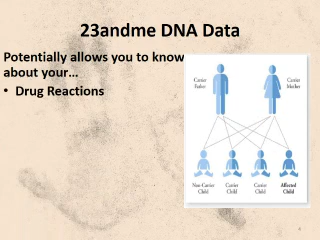 23andme DNA Data
Potentially allows you to know
about your…
• Drug Reactions
Carrier
Father
Carrier
Mother
Non-Carrier
Child
Carrier
Child
Carrier
Child
Affected
Child
4